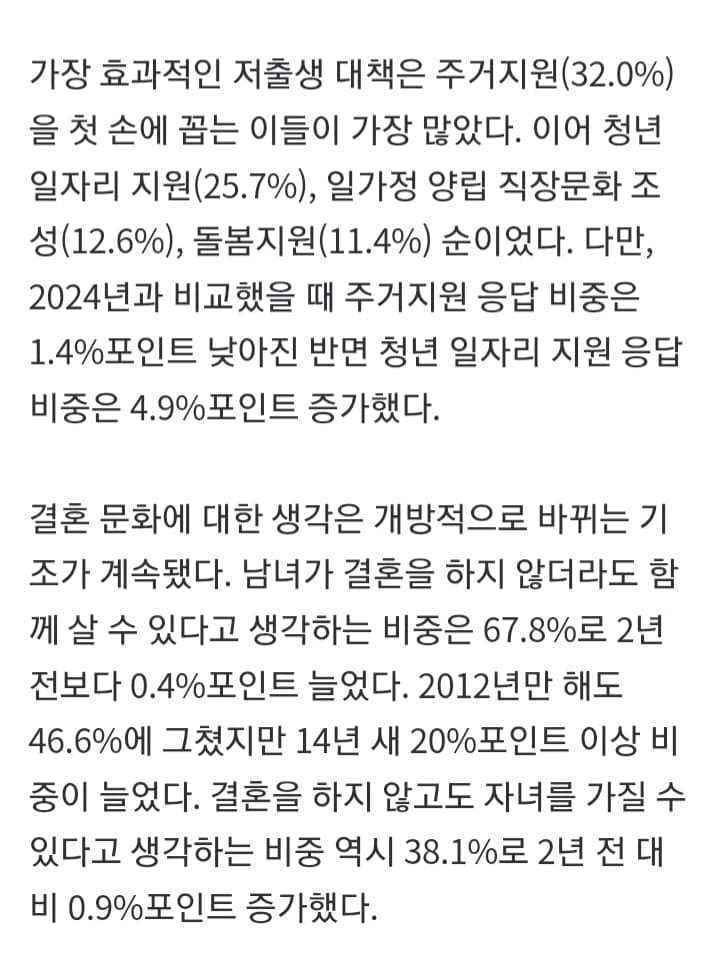 가장 효과적인 저출생 대책은 주거지원(32.0%)
을 첫 손에 꼽는 이들이 가장 많았다. 이어 청년
일자리 지원(25.7%), 일가정 양립 직장문화 조
성(12.6%), 돌봄지원(11.4%) 순이었다. 다만,
2024년과 비교했을 때 주거지원 응답 비중은
1.4%포인트 낮아진 반면 청년 일자리 지원 응답
비중은 4.9%포인트 증가했다.
결혼 문화에 대한 생각은 개방적으로 바뀌는 기
조가 계속됐다. 남녀가 결혼을 하지 않더라도 함
께 살 수 있다고 생각하는 비중은 67.8%로 2년
전보다 0.4%포인트 늘었다. 2012년만 해도
46.6%에 그쳤지만 14년 새 20%포인트 이상 비
중이 늘었다. 결혼을 하지 않고도 자녀를 가질 수
있다고 생각하는 비중 역시 38.1%로 2년 전 대
비 0.9%포인트 증가했다.